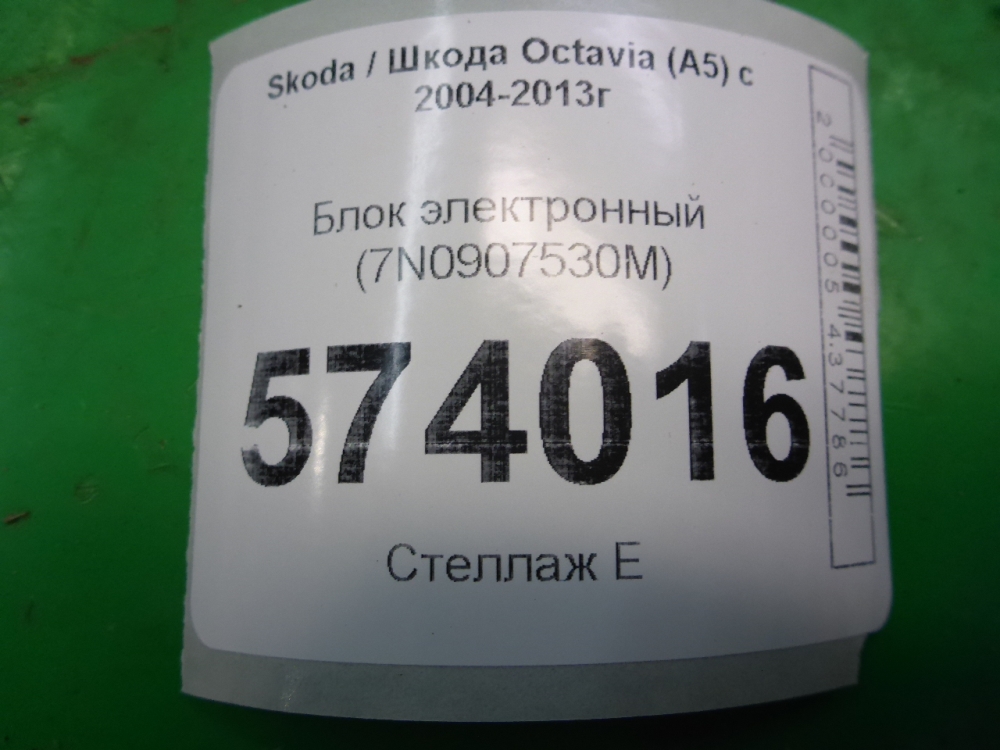 Skoda / Шкода Octavia (A5) с
2004-2013г
Блок электронный
(7N0907530M)
574016
Стеллаж Е
2000005437786